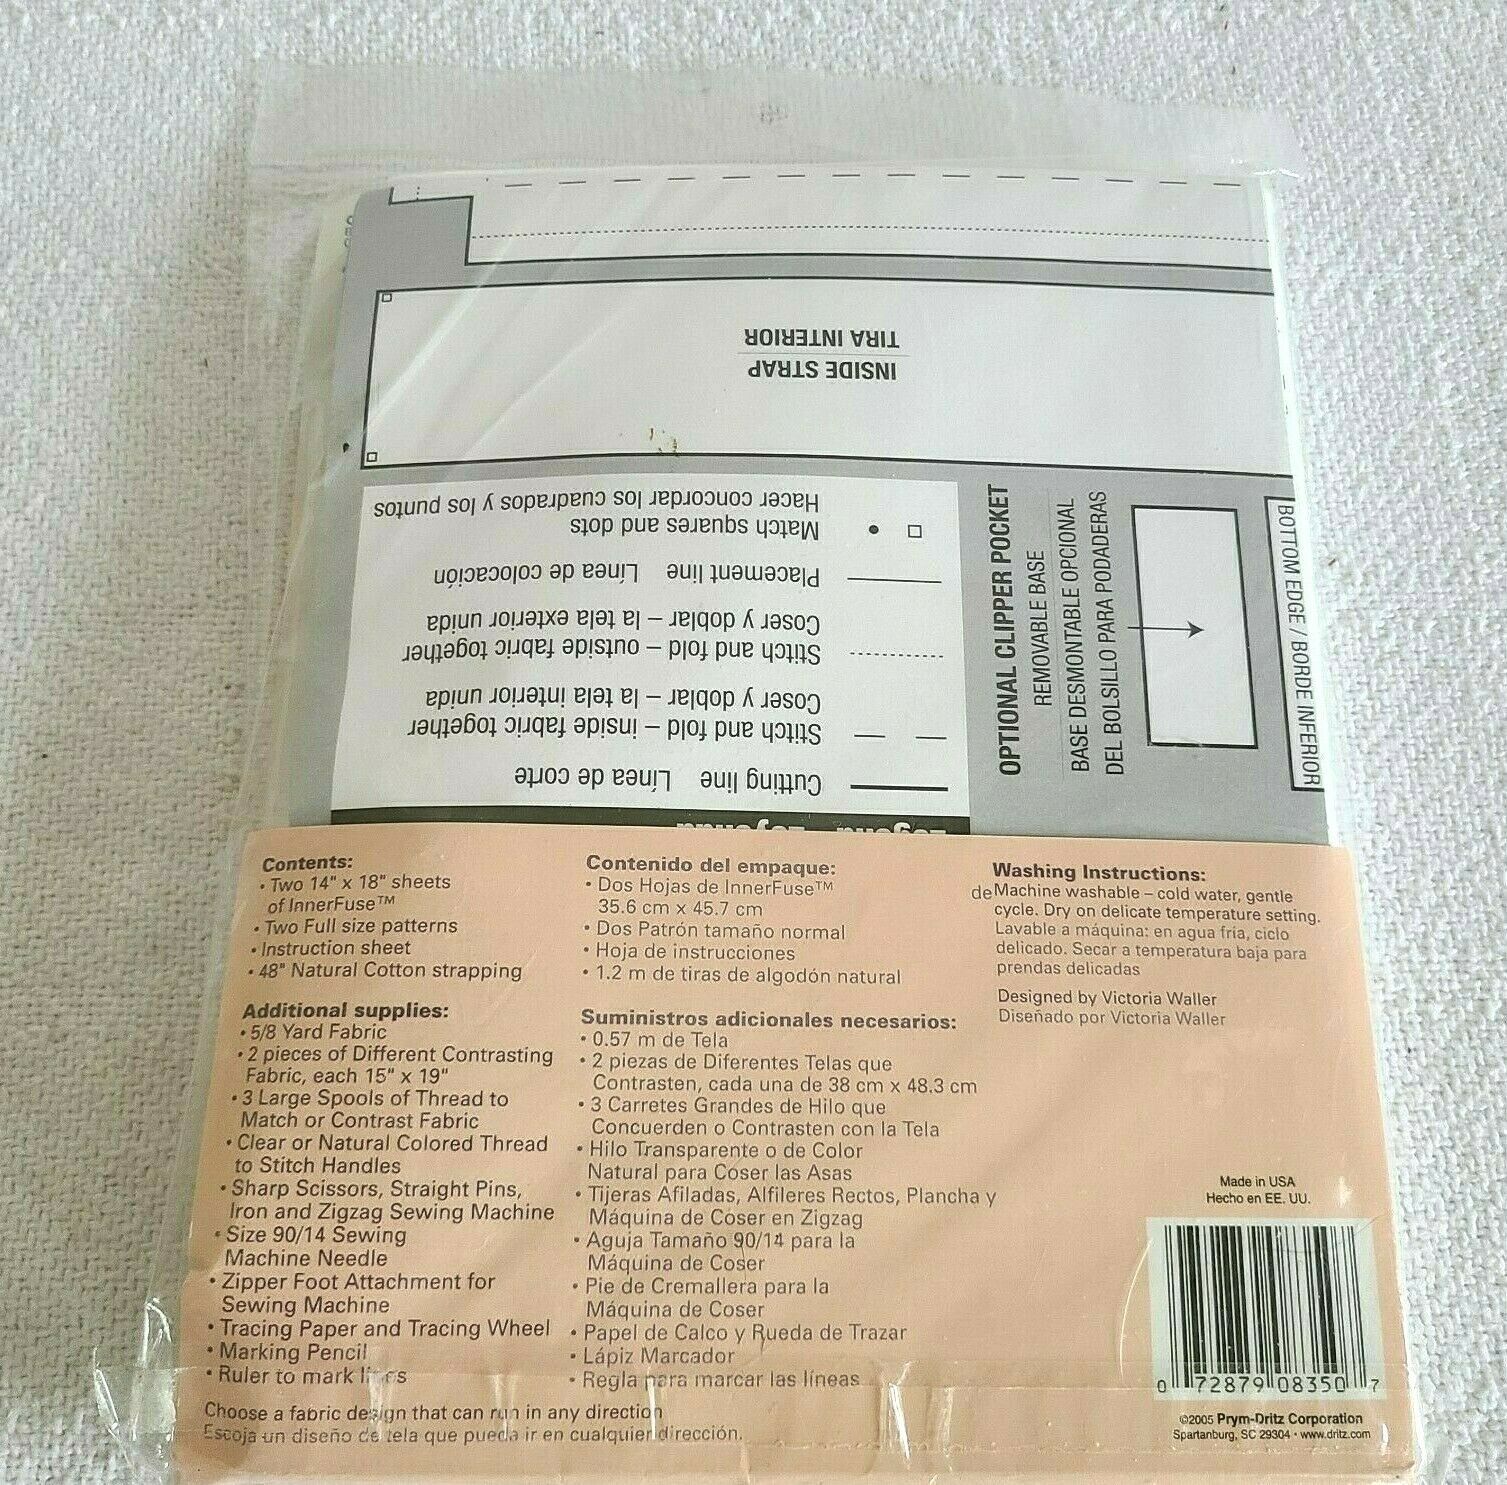 TIRA INTERIOR
INSIDE STRAP
Hacer concordar los cuadrados y los puntos
Match squares and dots
Placement line Línea de colocación
Coser y doblar – la tela exterior unida
Stitch and fold – outside fabric together
Coser y doblar – la tela interior unida
Stitch and fold – inside fabric together
Cutting line Línea de corte
OPTIONAL CLIPPER POCKET
REMOVABLE BASE
BASE DESMONTABLE OPCIONAL
DEL BOLSILLO PARA PODADERAS
BOTTOM EDGE / BORDE INFERIOR
Contents:
• Two 14" x 18" sheets
of InnerFuse™
• Two Full size patterns
• Instruction sheet
• 48" Natural Cotton strapping
Additional supplies:
• 5/8 Yard Fabric
• 2 pieces of Different Contrasting
Fabric, each 15" x 19"
• 3 Large Spools of Thread to
Match or Contrast Fabric
• Clear or Natural Colored Thread
to Stitch Handles
• Sharp Scissors, Straight Pins,
Iron and Zigzag Sewing Machine
• Size 90/14 Sewing
Machine Needle
• Zipper Foot Attachment for
Sewing Machine
• Tracing Paper and Tracing Wheel
• Marking Pencil
• Ruler to mark lines
Choose a fabric design that can run in any direction
Escoja un diseño de tela que pueda ir en cualquier dirección.
Contenido del empaque:
• Dos Hojas de InnerFuse™
35.6 cm x 45.7 cm
• Dos Patrón tamaño normal
• Hoja de instrucciones
• 1.2 m de tiras de algodón natural
Suministros adicionales necesarios:
• 0.57 m de Tela
• 2 piezas de Diferentes Telas que
Contrasten, cada una de 38 cm x 48.3 cm
• 3 Carretes Grandes de Hilo que
Concuerden o Contrasten con la Tela
• Hilo Transparente o de Color
Natural para Coser las Asas
• Tijeras Afiladas, Alfileres Rectos, Plancha y
Máquina de Coser en Zigzag
• Aguja Tamaño 90/14 para la
Máquina de Coser
• Pie de Cremallera para la
Máquina de Coser
• Papel de Calco y Rueda de Trazar
• Lápiz Marcador
• Regla para marcar las líneas
Washing Instructions:
de Machine washable – cold water, gentle
cycle. Dry on delicate temperature setting.
Lavable a máquina: en agua fría, ciclo
delicado. Secar a temperatura baja para
prendas delicadas
Designed by Victoria Waller
Diseñado por Victoria Waller
Made in USA
Hecho en EE. UU.
0 72879 08350 7
©2005 Prym-Dritz Corporation
Spartanburg, SC 29304 • www.dritz.com